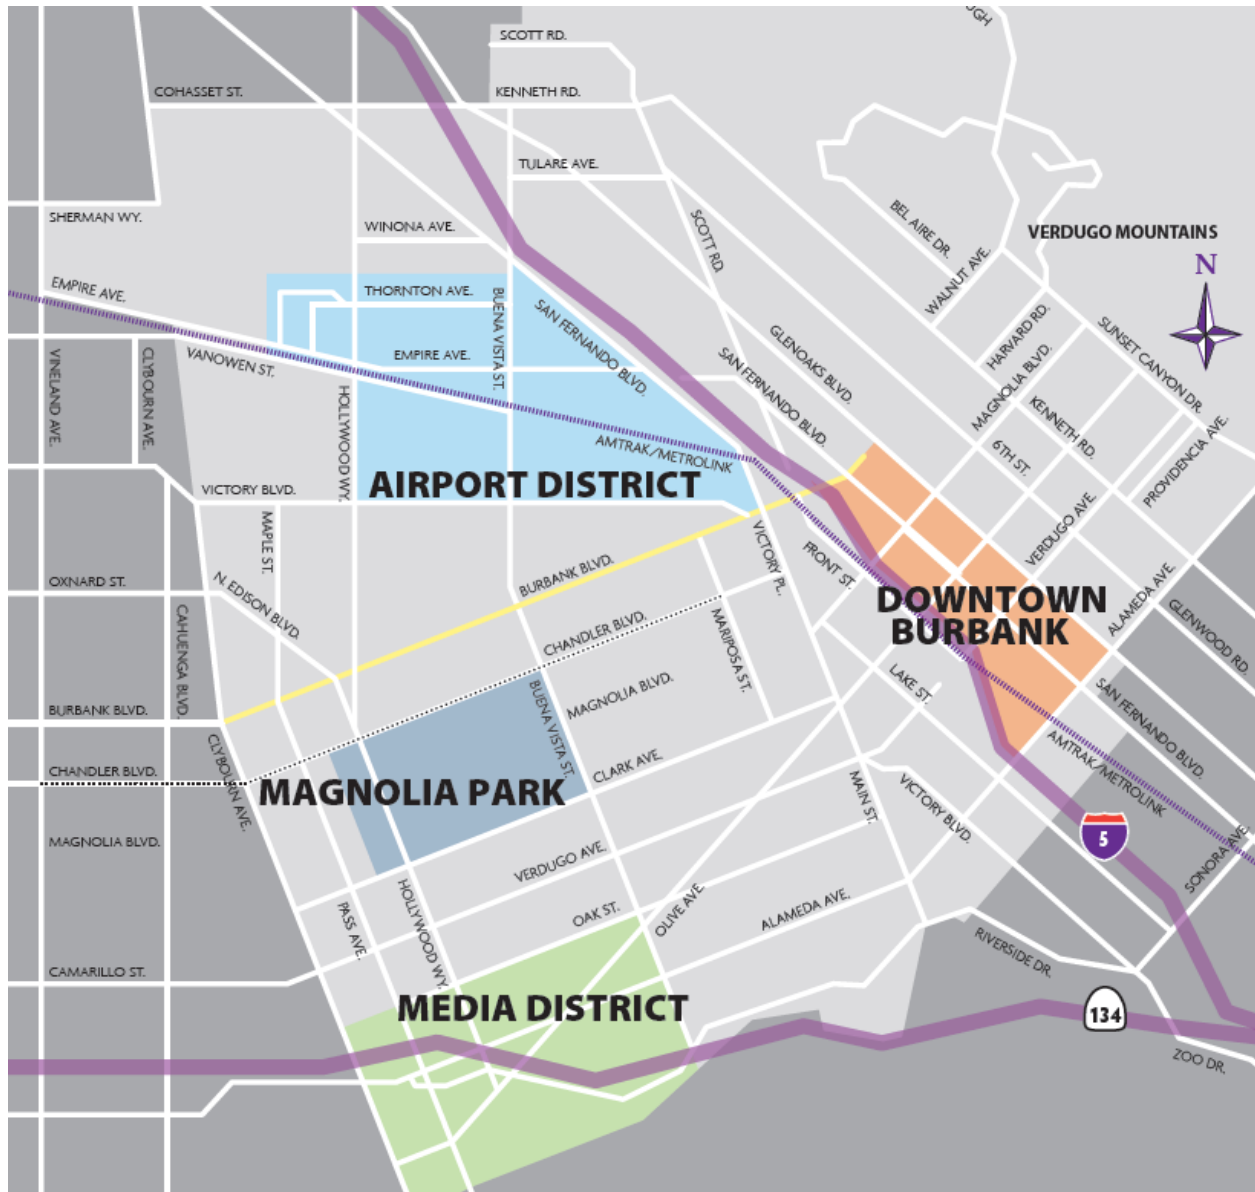 UGH
SCOTT RD.
COHASSET ST.
KENNETH RD.
TULARE AVE.
SHERMAN WY.
WINONA AVE.
SCOTT RD.
BEL AIRE DR.
VERDUGO MOUNTAINS
N
WALNUT AVE.
EMPIRE AVE.
THORNTON AVE.
BUENA VISTA ST.
SAN FERNANDO BLVD.
GLENOAKS BLVD.
HARVARD RD.
SUNSET CANYON DR.
VINELAND AVE.
CLYBOURN AVE.
VANOWEN ST.
EMPIRE AVE.
SAN FERNANDO BLVD.
MAGNOLIA BLVD.
HOLLYWOOD WY.
KENNETH RD.
PROVIDENCIA AVE.
AMTRAK/METROLINK
6TH ST.
AIRPORT DISTRICT
VICTORY BLVD.
MAPLE ST.
VERDUGO AVE.
VICTORY PL.
FRONT ST.
BURBANK BLVD.
OXNARD ST.
N. EDISON BLVD.
CAHUENGA BLVD.
CHANDLER BLVD.
MARIPOSA ST.
DOWNTOWN
BURBANK
ALAMEDA AVE.
GLENWOOD RD.
LAKE ST.
BURBANK BLVD.
BUENA VISTA ST.
MAGNOLIA BLVD.
SAN FERNANDO BLVD.
CHANDLER BLVD.
CLYBOURN AVE.
MAGNOLIA PARK
CLARK AVE.
MAIN ST.
VICTORY BLVD.
AMTRAK/METROLINK
5
SONORA AVE.
MAGNOLIA BLVD.
VERDUGO AVE.
PASS AVE.
HOLLYWOOD WY.
OAK ST.
OLIVE AVE.
ALAMEDA AVE.
RIVERSIDE DR.
CAMARILLO ST.
MEDIA DISTRICT
134
ZOO DR.